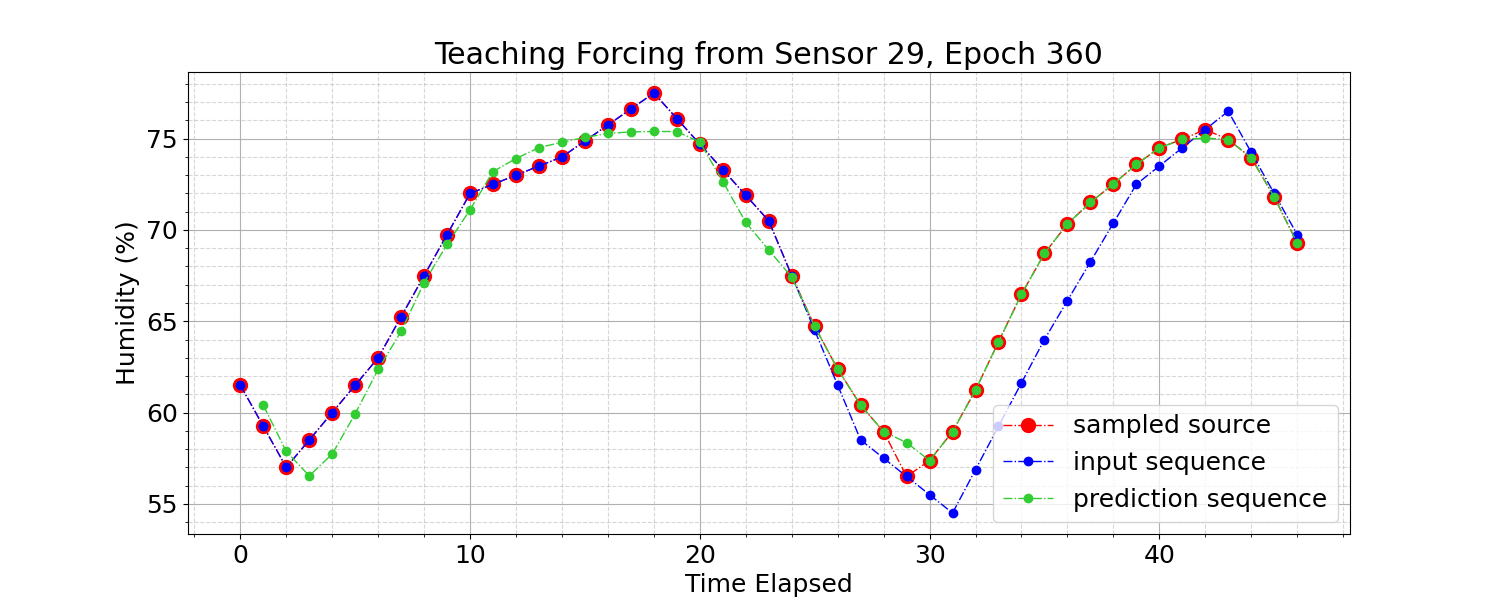 Teaching Forcing from Sensor 29, Epoch 360
Humidity (%)
75
70
65
60
55
sampled source
input sequence
prediction sequence
0 10 20 30 40
Time Elapsed